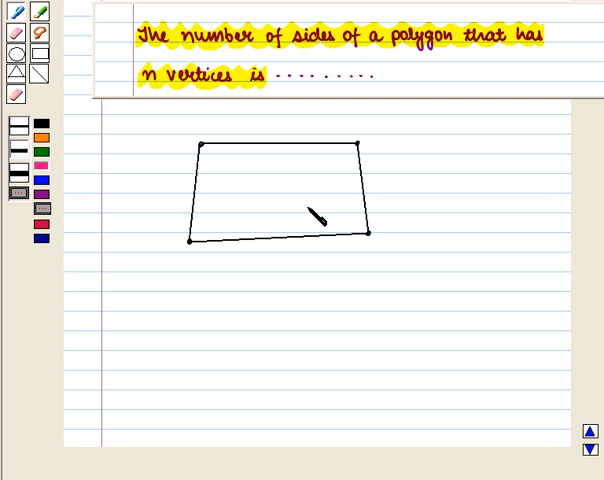 The number of sides of a polygon that has
n vertices is ..........